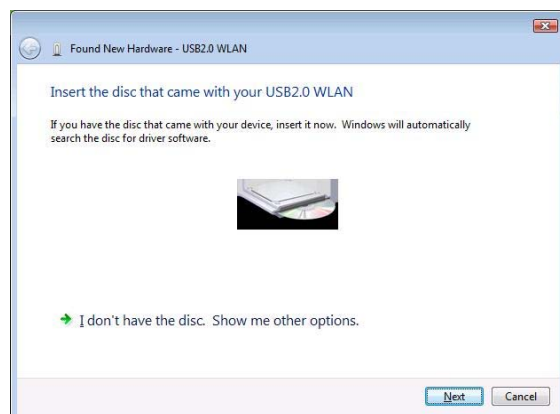 Found New Hardware - USB2.0 WLAN
Insert the disc that came with your USB2.0 WLAN
If you have the disc that came with your device, insert it now.  Windows will automatically
search the disc for driver software.
I don't have the disc.  Show me other options.
Next
Cancel